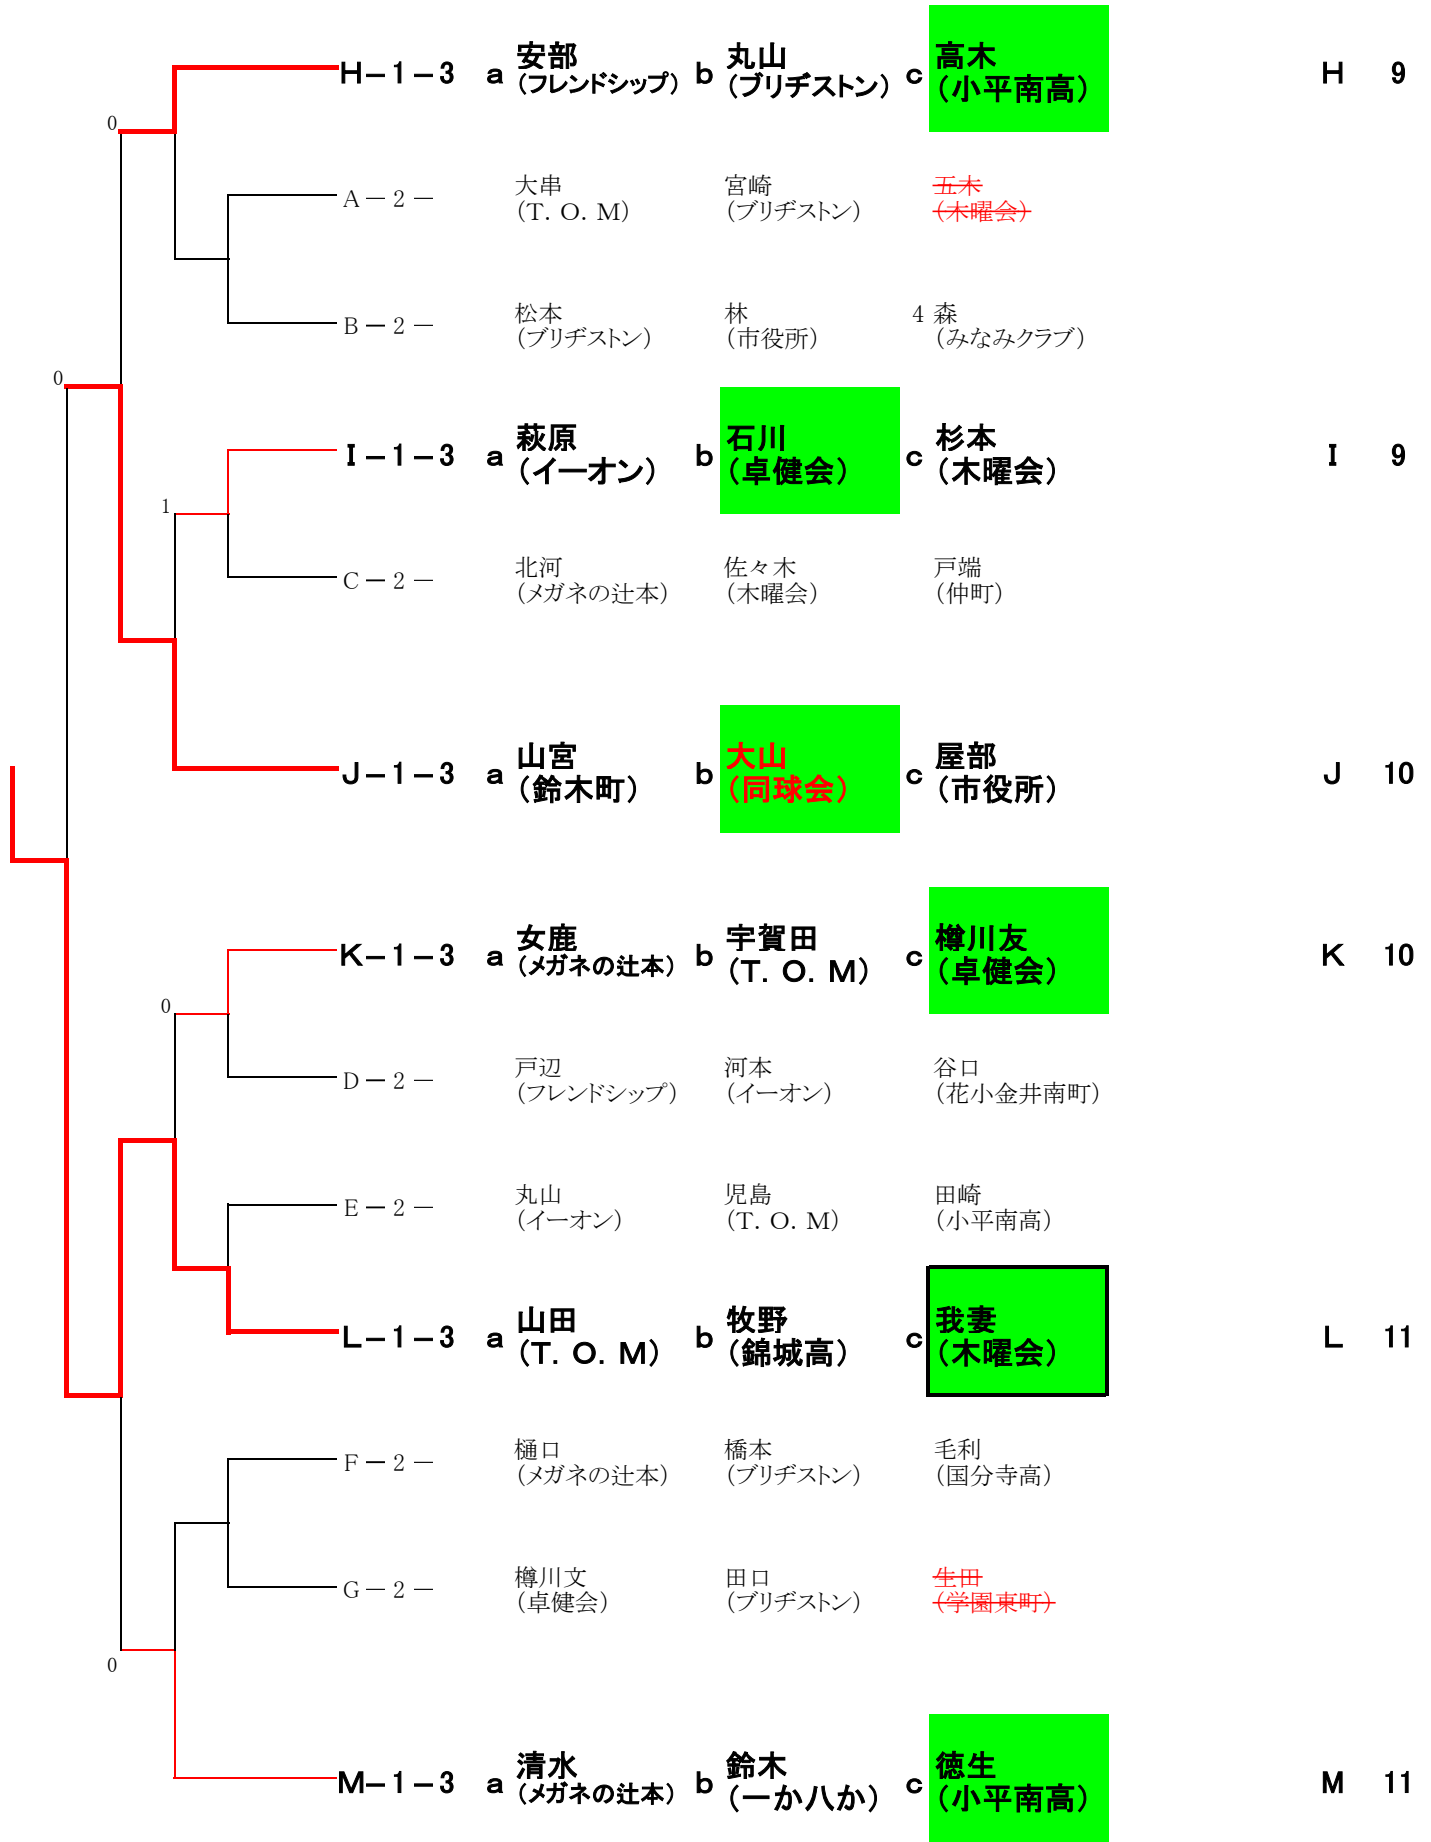 H－1－3 a 安部 b 丸山 c 高木 H 9
（フレンドシップ） （ブリヂストン） （小平南高）
0
A－2－ 大串 宮崎 五木
（T．O．M） （ブリヂストン） （木曜会）
B－2－ 松本 林 4 森
（ブリヂストン） （市役所） （みなみクラブ）
0
I－1－3 a 萩原 b 石川 c 杉本 I 9
（イーオン） （卓健会） （木曜会）
1
C－2－ 北河 佐々木 戸端
（メガネの辻本） （木曜会） （仲町）
J－1－3 a 山宮 b 大山 c 屋部 J 10
（鈴木町） （同球会） （市役所）
K－1－3 a 女鹿 b 宇賀田 c 樽川友 K 10
（メガネの辻本） （T．O．M） （卓健会）
0
D－2－ 戸辺 河本 谷口
（フレンドシップ） （イーオン） （花小金井南町）
E－2－ 丸山 児島 田崎
（イーオン） （T．O．M） （小平南高）
L－1－3 a 山田 b 牧野 c 我妻 L 11
（T．O．M） （錦城高） （木曜会）
F－2－ 樋口 橋本 毛利
（メガネの辻本） （ブリヂストン） （国分寺高）
G－2－ 樽川文 田口 生田
（卓健会） （ブリヂストン） （学園東町）
0
M－1－3 a 清水 b 鈴木 c 徳生 M 11
（メガネの辻本） （一か八か） （小平南高）